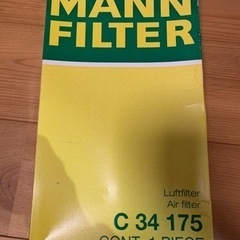 MANN
FILTER
Luftfilter
Air filter
C 34 175
CONT. 1 PIECE